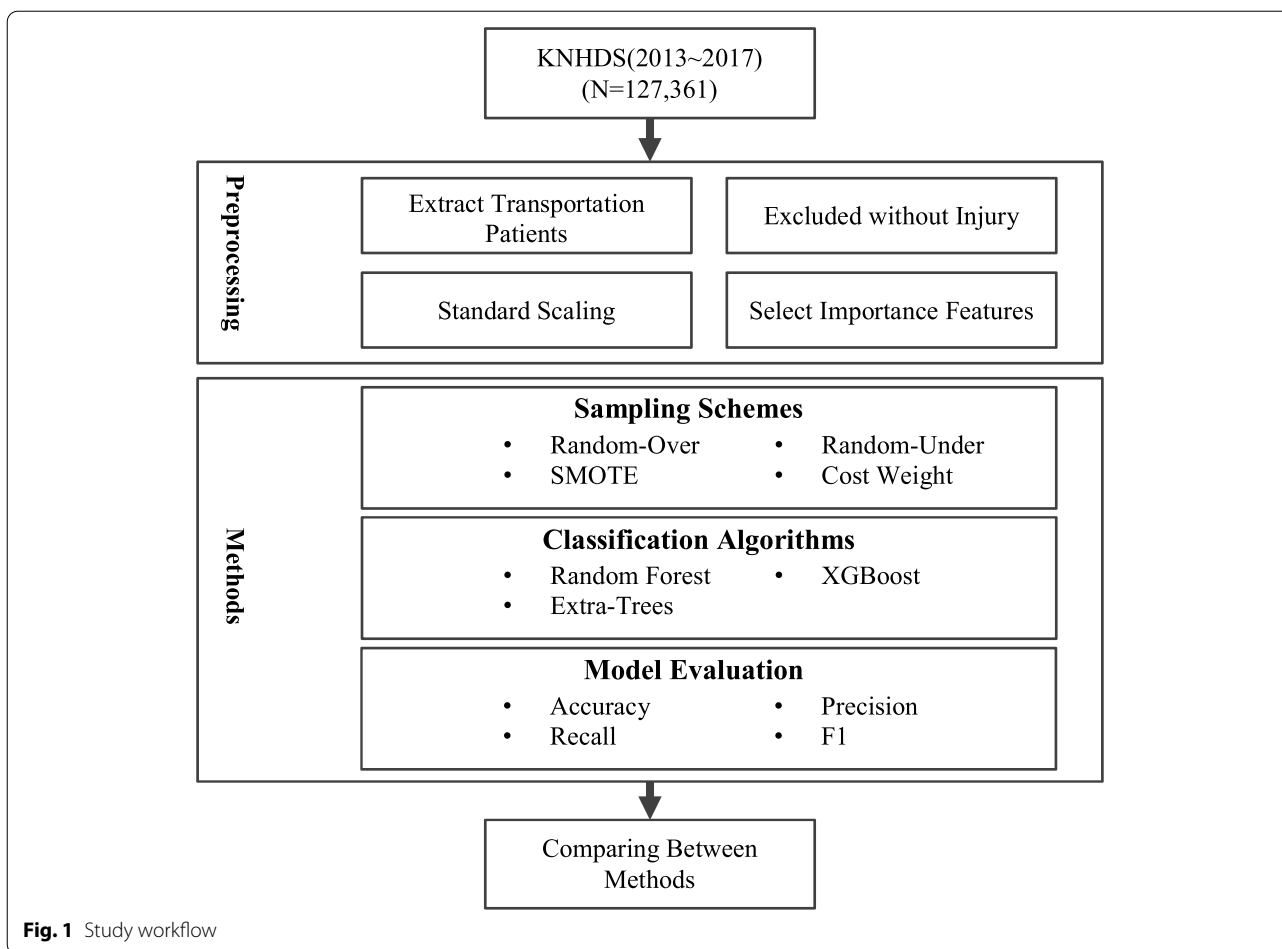 KNHDS(2013~2017)
(N=127,361)
Preprocessing
Extract Transportation
Patients
Excluded without Injury
Standard Scaling
Select Importance Features
Methods
Sampling Schemes
• Random-Over
• Random-Under
• SMOTE
• Cost Weight
Classification Algorithms
• Random Forest
• XGBoost
• Extra-Trees
Model Evaluation
• Accuracy
• Precision
• Recall
• F1
Comparing Between
Methods
Fig. 1 Study workflow